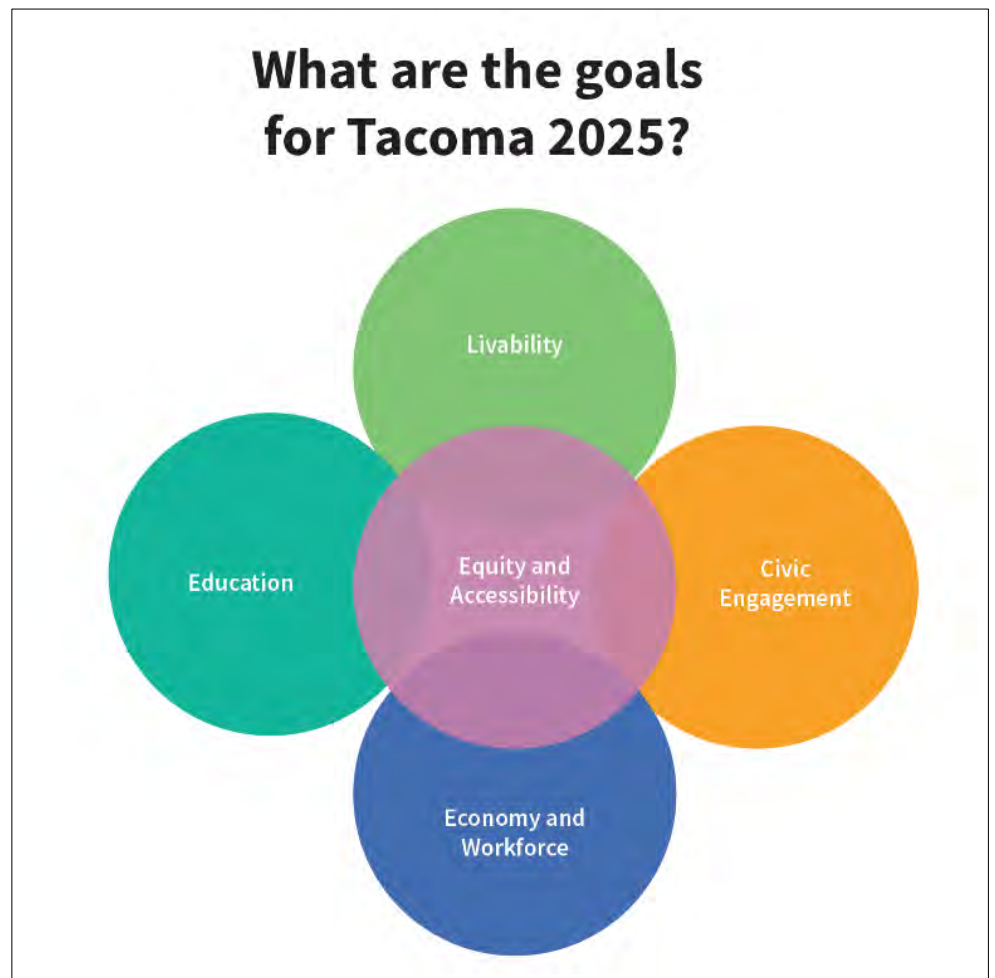 What are the goals
for Tacoma 2025?
Livability
Education
Equity and
Accessibility
Civic
Engagement
Economy and
Workforce